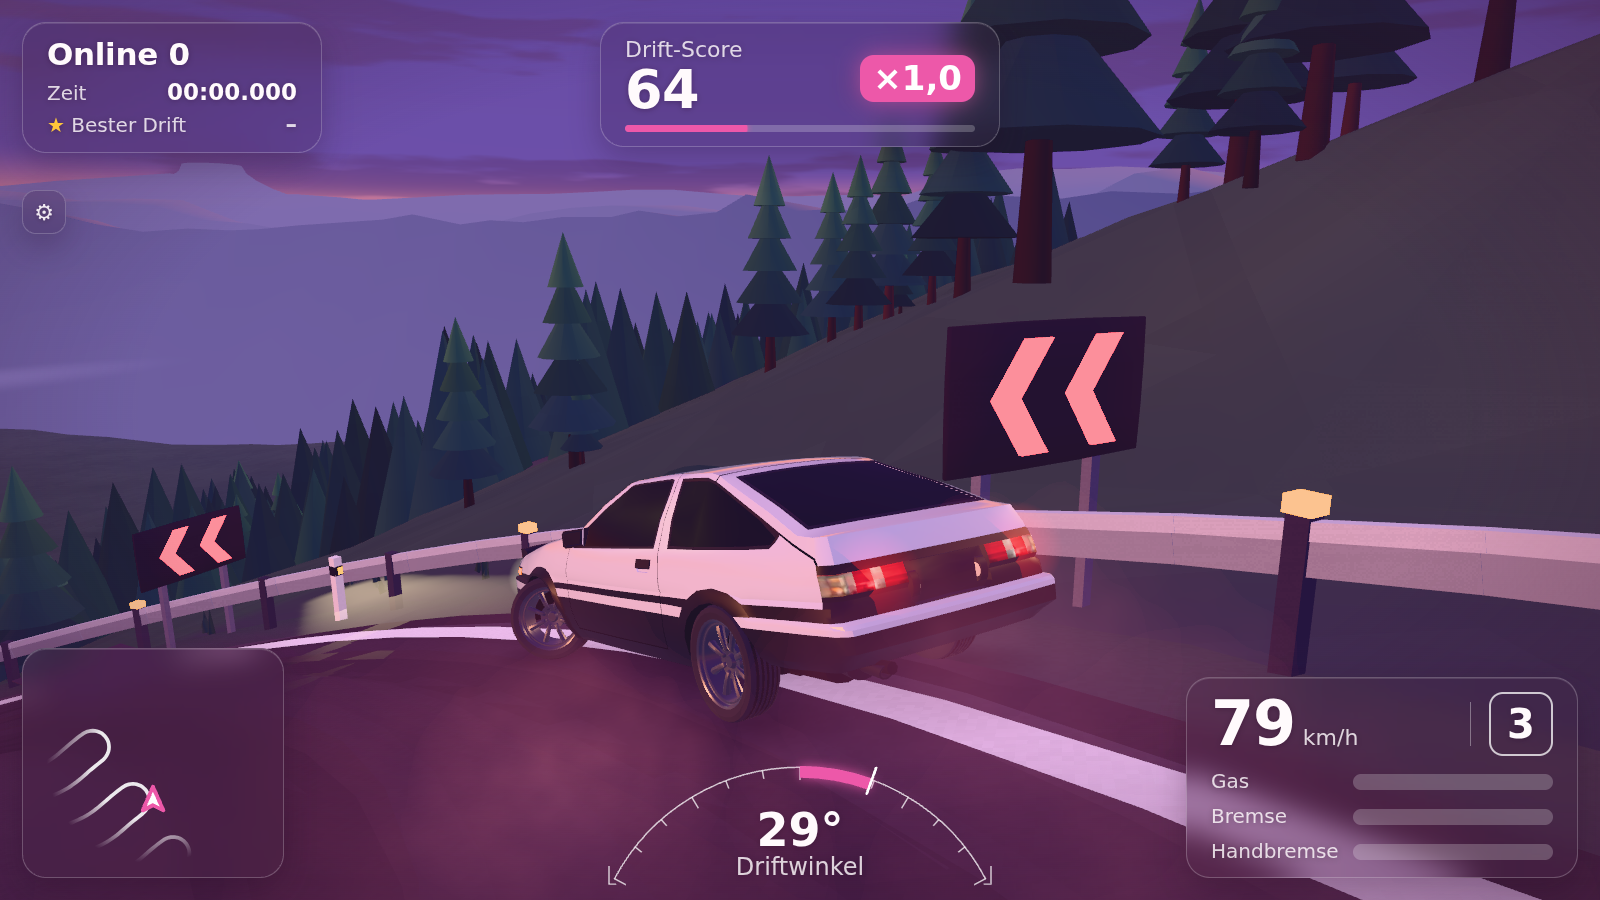 Online 0
Zeit 00:00.000
★ Bester Drift –
Drift-Score
64
×1,0
29°
Driftwinkel
79 km/h 3
Gas
Bremse
Handbremse